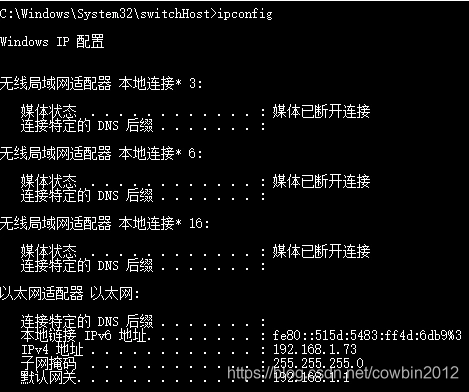 C:\Windows\System32\switchHost>ipconfig
Windows IP 配置
无线局域网适配器 本地连接* 3:
媒体状态 . . . . . . . . . . . . : 媒体已断开连接
连接特定的 DNS 后缀 . . . . . . . :
无线局域网适配器 本地连接* 6:
媒体状态 . . . . . . . . . . . . : 媒体已断开连接
连接特定的 DNS 后缀 . . . . . . . :
无线局域网适配器 本地连接* 16:
媒体状态 . . . . . . . . . . . . : 媒体已断开连接
连接特定的 DNS 后缀 . . . . . . . :
以太网适配器 以太网:
连接特定的 DNS 后缀 . . . . . . . :
本地链接 IPv6 地址. . . . . . . . : fe80::515d:5483:ff4d:6db9%3
IPv4 地址 . . . . . . . . . . . . : 192.168.1.73
子网掩码 . . . . . . . . . . . . : 255.255.255.0
默认网关. . . . . . . . . . . . . : 192.168.1.1
https://blog.csdn.net/cowbin2012